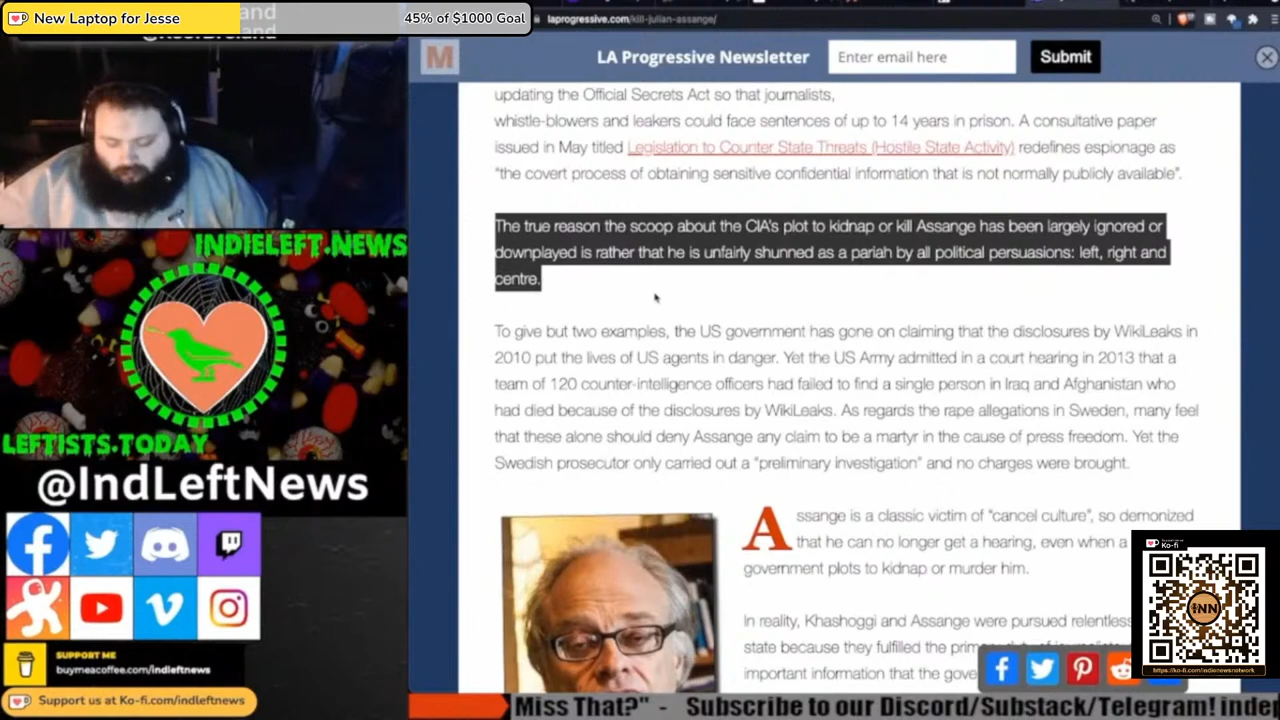 New Laptop for Jesse
45% of $1000 Goal
and
laprogressive.com/kill-julian-assange/
M
LA Progressive Newsletter
Enter email here
Submit
updating the Official Secrets Act so that journalists,
whistle-blowers and leakers could face sentences of up to 14 years in prison. A consultative paper
issued in May titled Legislation to Counter State Threats (Hostile State Activity) redefines espionage as
"the covert process of obtaining sensitive confidential information that is not normally publicly available".
The true reason the scoop about the CIA's plot to kidnap or kill Assange has been largely ignored or
downplayed is rather that he is unfairly shunned as a pariah by all political persuasions: left, right and
centre.
To give but two examples, the US government has gone on claiming that the disclosures by WikiLeaks in
2010 put the lives of US agents in danger. Yet the US Army admitted in a court hearing in 2013 that a
team of 120 counter-intelligence officers had failed to find a single person in Iraq and Afghanistan who
had died because of the disclosures by WikiLeaks. As regards the rape allegations in Sweden, many feel
that these alone should deny Assange any claim to be a martyr in the cause of press freedom. Yet the
Swedish prosecutor only carried out a "preliminary investigation" and no charges were brought.
Assange is a classic victim of "cancel culture", so demonized
that he can no longer get a hearing, even when a
government plots to kidnap or murder him.
In reality, Khashoggi and Assange were pursued relentless
state because they fulfilled the
important information that the
INDIELEFT.NEWS
LEFTISTS.TODAY
@IndLeftNews
SUPPORT ME
buymeacoffee.com/indleftnews
Support us at Ko-fi.com/indleftnews
Ko-fi
INN
https://ko-fi.com/indienewsnetwork
Miss That?" - Subscribe to our Discord/Substack/Telegram! indep